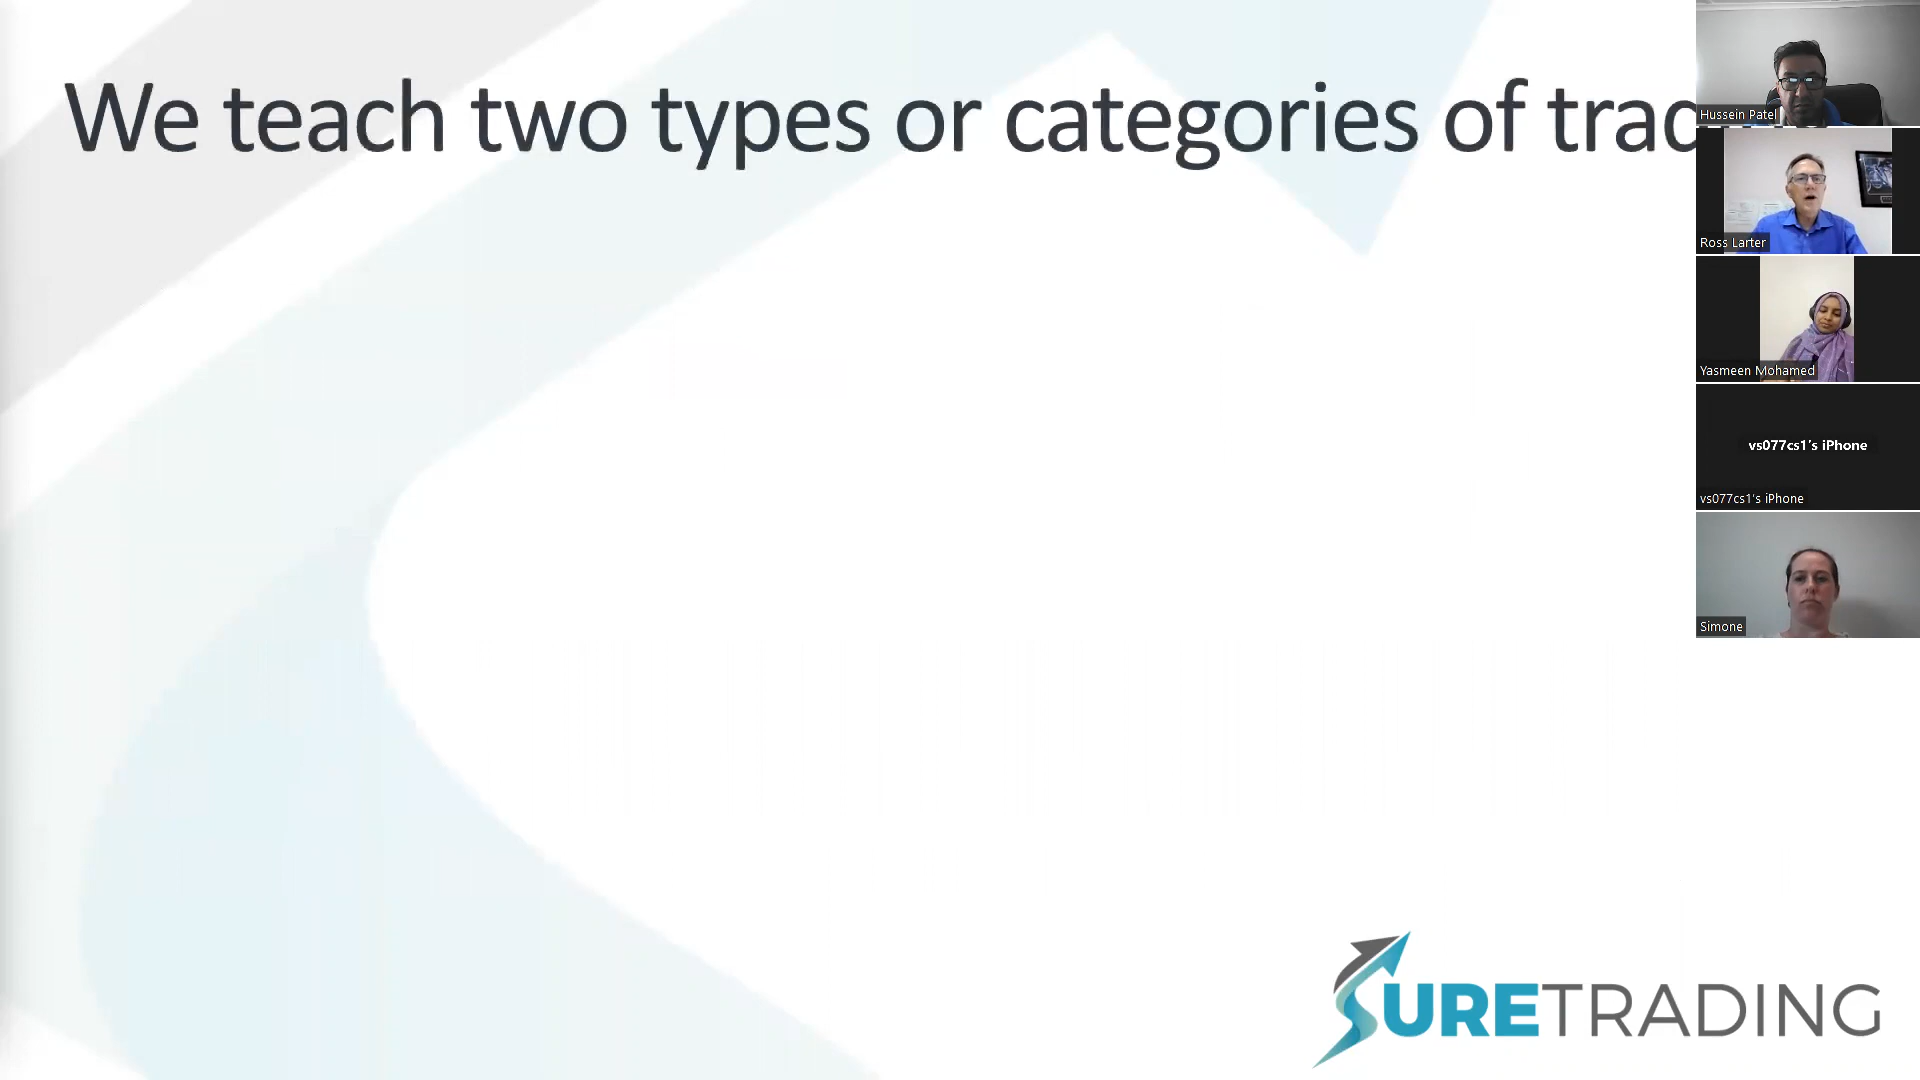 We teach two types or categories of trad
Hussein Patel
Ross Larter
Yasmeen Mohamed
vs077cs1's iPhone
vs077cs1's iPhone
Simone
SURETRADING